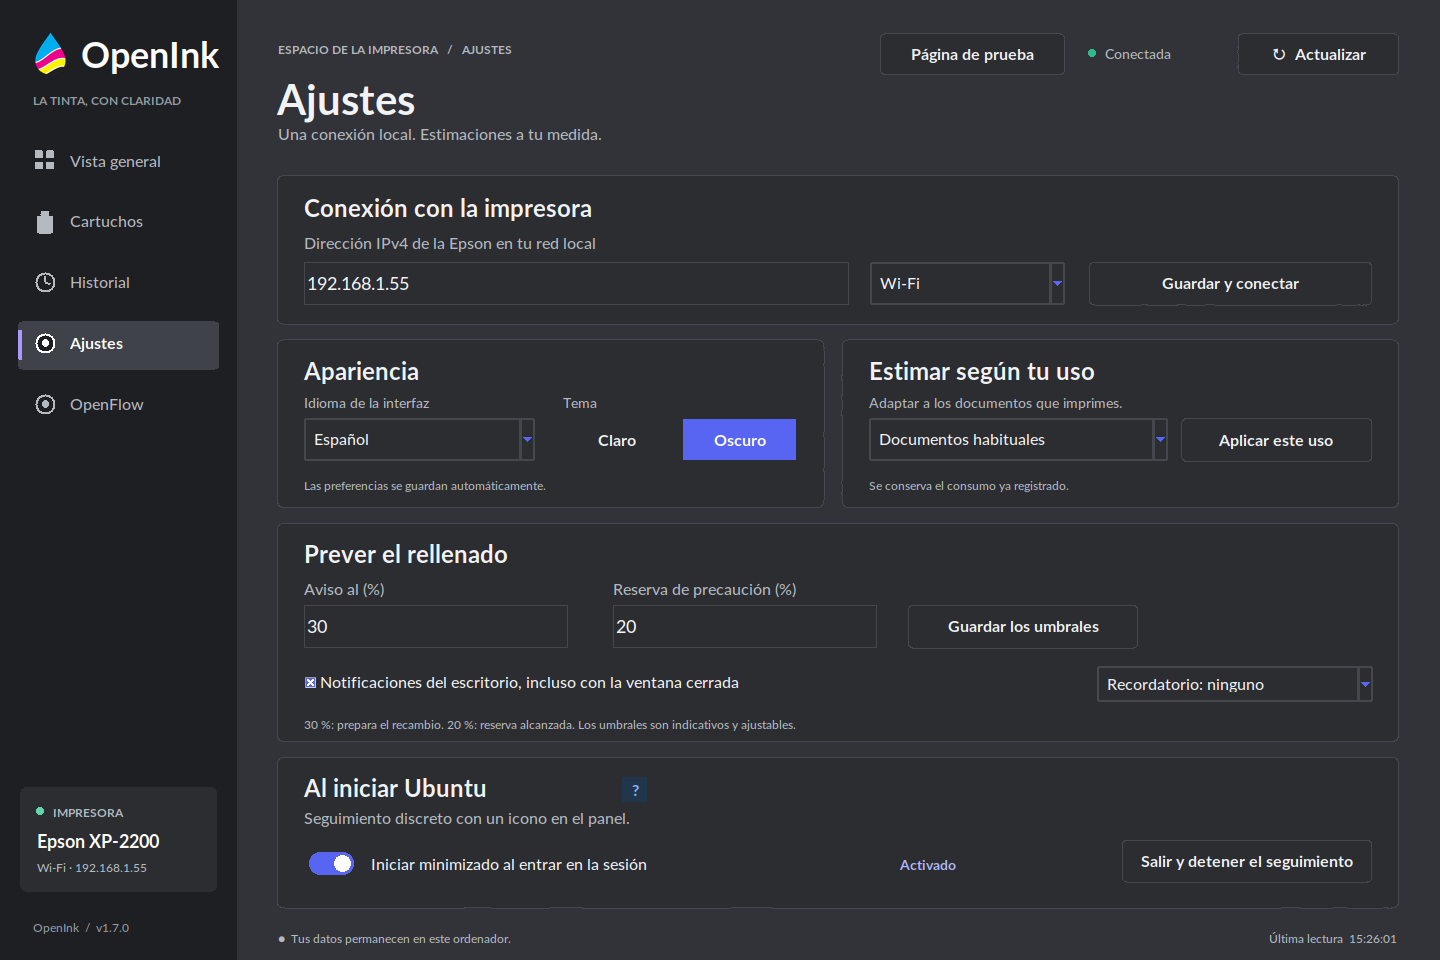 OpenInk
LA TINTA, CON CLARIDAD
Vista general
Cartuchos
Historial
Ajustes
OpenFlow
IMPRESORA
Epson XP-2200
Wi-Fi · 192.168.1.55
OpenInk / v1.7.0
ESPACIO DE LA IMPRESORA / AJUSTES
Página de prueba
Conectada
↻ Actualizar
Ajustes
Una conexión local. Estimaciones a tu medida.
Conexión con la impresora
Dirección IPv4 de la Epson en tu red local
192.168.1.55
Wi-Fi
Guardar y conectar
Apariencia
Idioma de la interfaz
Tema
Español
Claro
Oscuro
Las preferencias se guardan automáticamente.
Estimar según tu uso
Adaptar a los documentos que imprimes.
Documentos habituales
Aplicar este uso
Se conserva el consumo ya registrado.
Prever el rellenado
Aviso al (%)
Reserva de precaución (%)
30
20
Guardar los umbrales
Notificaciones del escritorio, incluso con la ventana cerrada
Recordatorio: ninguno
30 %: prepara el recambio. 20 %: reserva alcanzada. Los umbrales son indicativos y ajustables.
Al iniciar Ubuntu
?
Seguimiento discreto con un icono en el panel.
Iniciar minimizado al entrar en la sesión
Activado
Salir y detener el seguimiento
● Tus datos permanecen en este ordenador.
Última lectura 15:26:01